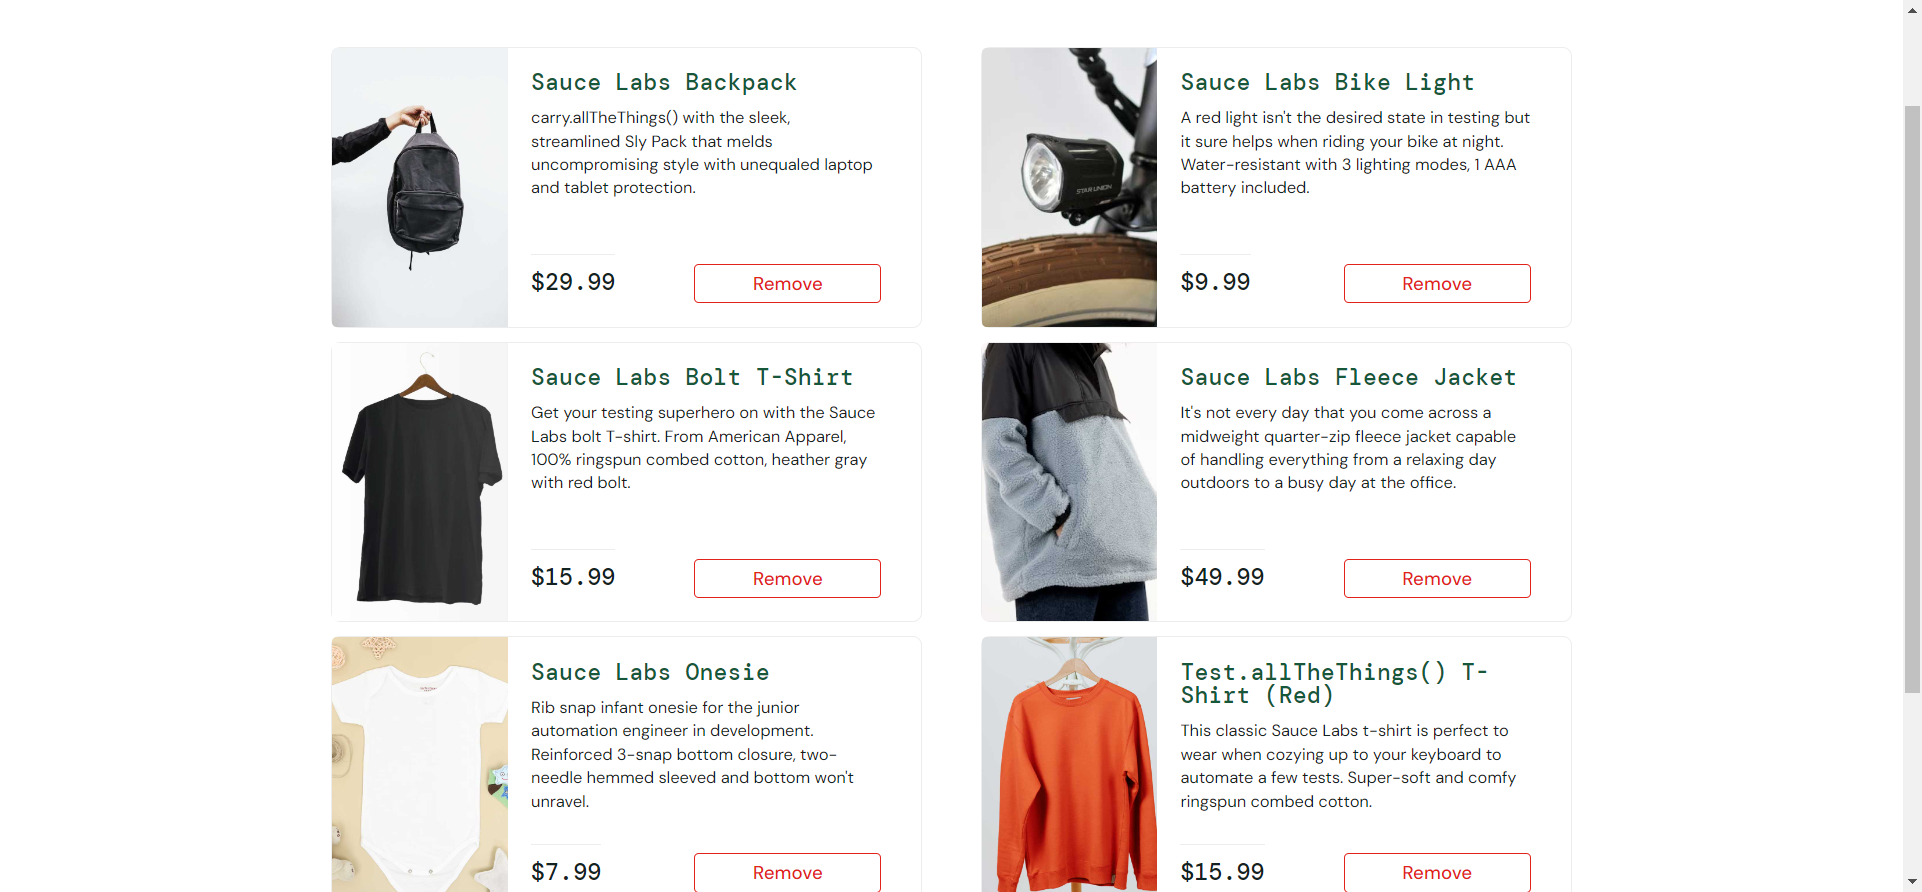 Sauce Labs Backpack
carry.allTheThings() with the sleek,
streamlined Sly Pack that melds
uncompromising style with unequaled laptop
and tablet protection.
$29.99
Remove
Sauce Labs Bike Light
A red light isn't the desired state in testing but
it sure helps when riding your bike at night.
Water-resistant with 3 lighting modes, 1 AAA
battery included.
STAR UNION
$9.99
Remove
Sauce Labs Bolt T-Shirt
Get your testing superhero on with the Sauce
Labs bolt T-shirt. From American Apparel,
100% ringspun combed cotton, heather gray
with red bolt.
$15.99
Remove
Sauce Labs Fleece Jacket
It's not every day that you come across a
midweight quarter-zip fleece jacket capable
of handling everything from a relaxing day
outdoors to a busy day at the office.
$49.99
Remove
Sauce Labs Onesie
Rib snap infant onesie for the junior
automation engineer in development.
Reinforced 3-snap bottom closure, two-
needle hemmed sleeved and bottom won't
unravel.
$7.99
Remove
Test.allTheThings() T-
Shirt (Red)
This classic Sauce Labs t-shirt is perfect to
wear when cozying up to your keyboard to
automate a few tests. Super-soft and comfy
ringspun combed cotton.
$15.99
Remove